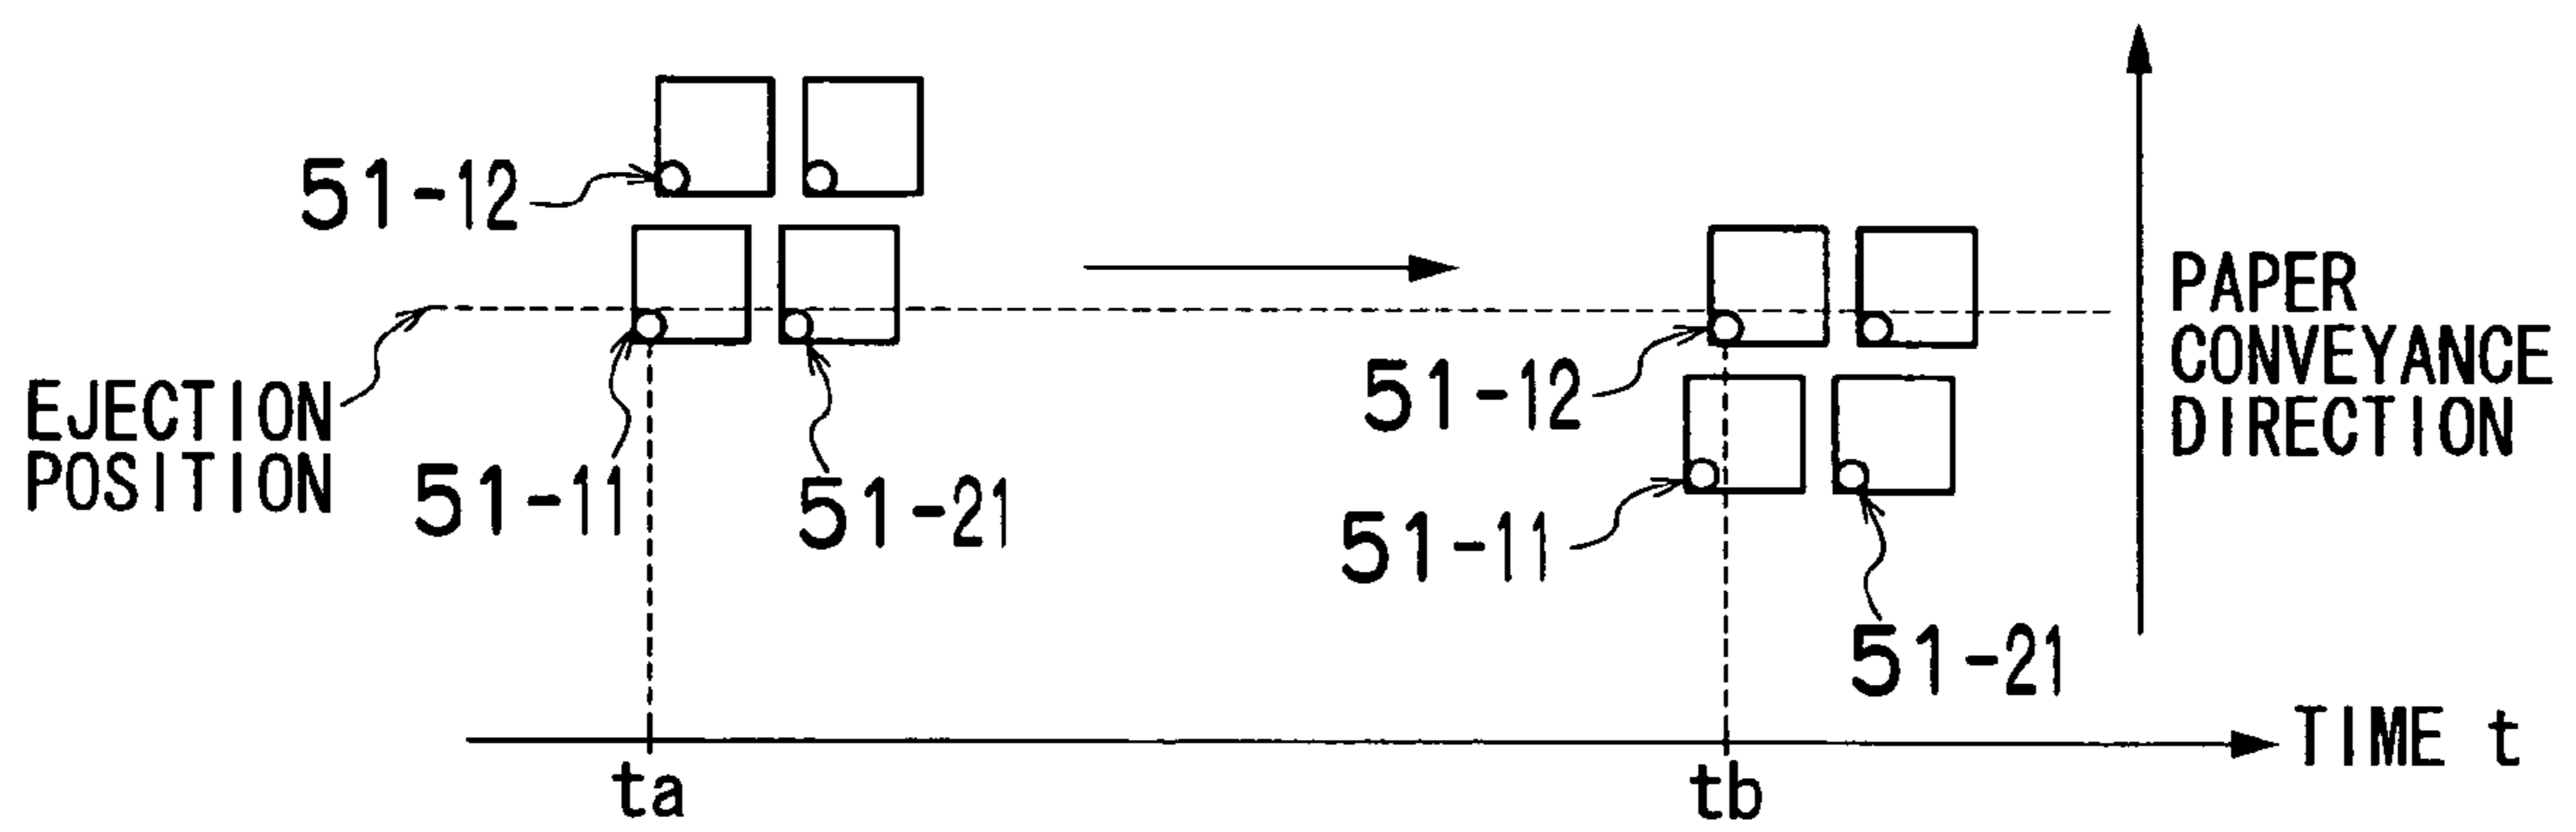 51-12
EJECTION
POSITION
51-11
51-21
51-12
51-11
51-21
PAPER
CONVEYANCE
DIRECTION
TIME t
ta
tb